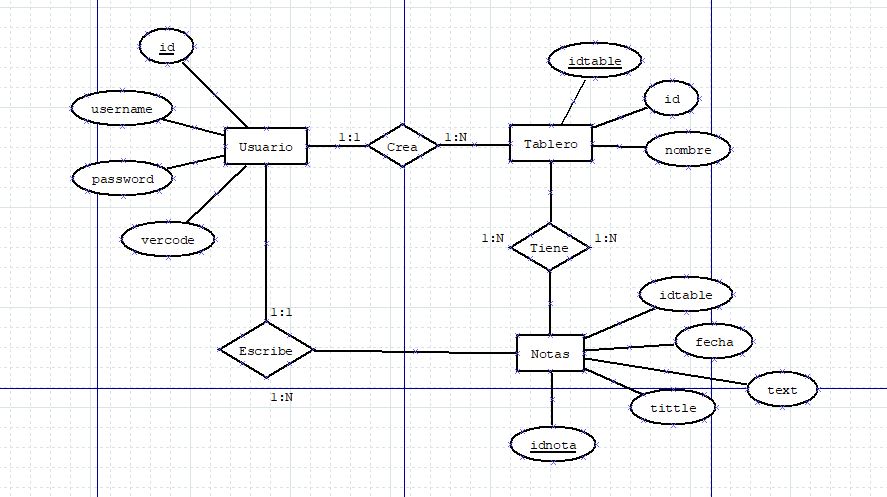 id
idtable
id
username
1:1
1:N
Usuario
Crea
Tablero
nombre
password
vercode
1:N
1:N
Tiene
idtable
1:1
fecha
Escribe
Notas
text
1:N
tittle
idnota